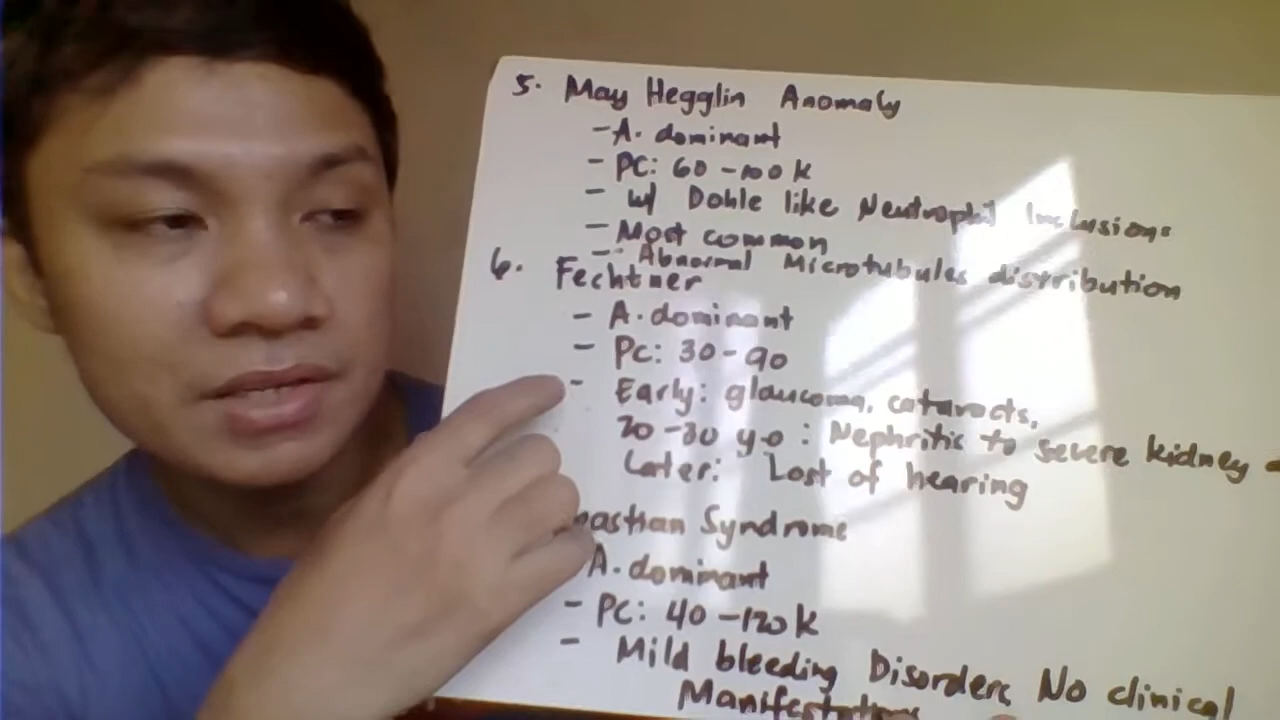 5. May Hegglin Anomaly
- A. dominant
- PC: 60 - 100 K
- w/ Dohle like Neutrophil Inclusions
- Most common
- Abnormal Microtubules distribution
6. Fechtner
- A. dominant
- Pc: 30 - 90
- Early: glaucoma, cataracts,
20 - 30 yo : Nephritic to severe kidney
Later: Lost of hearing
Syndrome
A. dominant
- PC: 40 - 120 K
- Mild bleeding Disorders No clinical
Manifestations